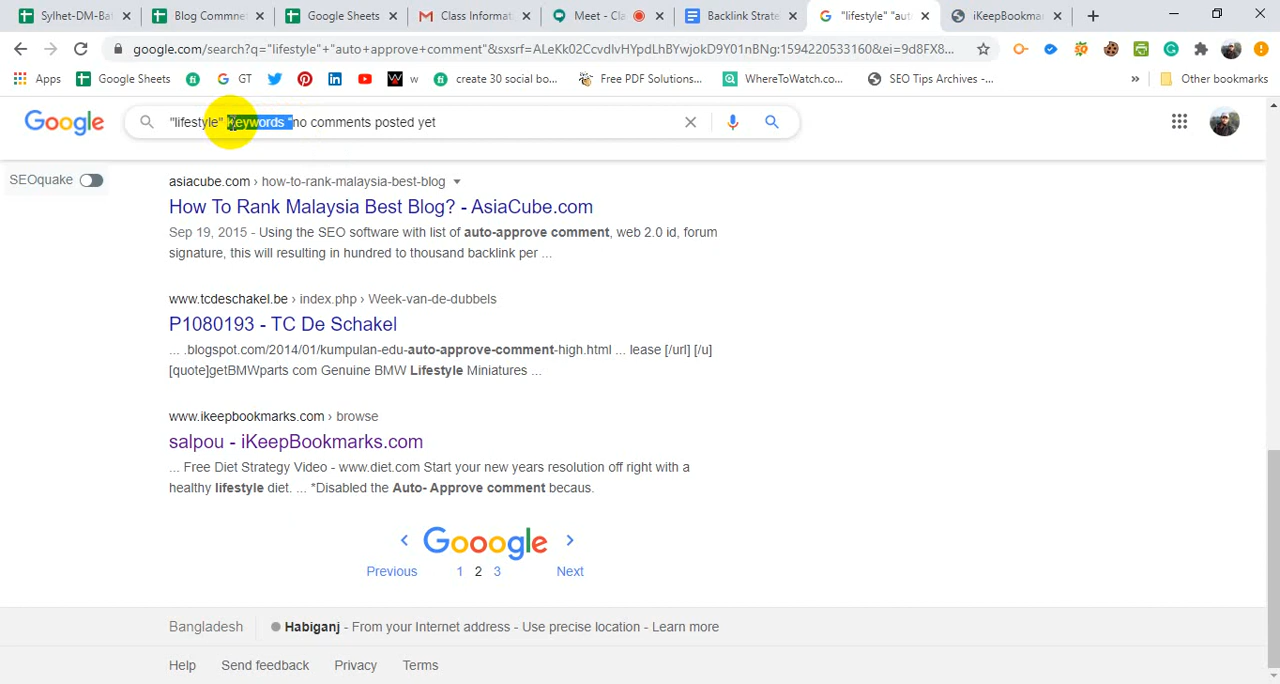 Sylhet-DM-Bat
Blog Commnet
Google Sheets
Class Informat
Meet - Cla
Backlink Strate
"lifestyle" "aut
iKeepBookmar
google.com/search?q="lifestyle"+"auto+approve+comment"&sxsrf=ALeKk02CcvdlvHYpdLhBYwjokD9Y01nBNg:1594220533160&ei=9d8FX8...
Apps
Google Sheets
GT
w
create 30 social bo...
Free PDF Solutions...
WhereToWatch.co...
SEO Tips Archives -...
»
Other bookmarks
Google
"lifestyle" keywords "no comments posted yet
SEOquake
asiacube.com › how-to-rank-malaysia-best-blog
How To Rank Malaysia Best Blog? - AsiaCube.com
Sep 19, 2015 - Using the SEO software with list of auto-approve comment, web 2.0 id, forum
signature, this will resulting in hundred to thousand backlink per ...
www.tcdeschakel.be › index.php › Week-van-de-dubbels
P1080193 - TC De Schakel
... .blogspot.com/2014/01/kumpulan-edu-auto-approve-comment-high.html ... lease [/url] [/u]
[quote]getBMWparts com Genuine BMW Lifestyle Miniatures ...
www.ikeepbookmarks.com › browse
salpou - iKeepBookmarks.com
... Free Diet Strategy Video - www.diet.com Start your new years resolution off right with a
healthy lifestyle diet. ... *Disabled the Auto- Approve comment becaus.
< Gooogle >
Previous 1 2 3 Next
Bangladesh
Habiganj - From your Internet address - Use precise location - Learn more
Help Send feedback Privacy Terms